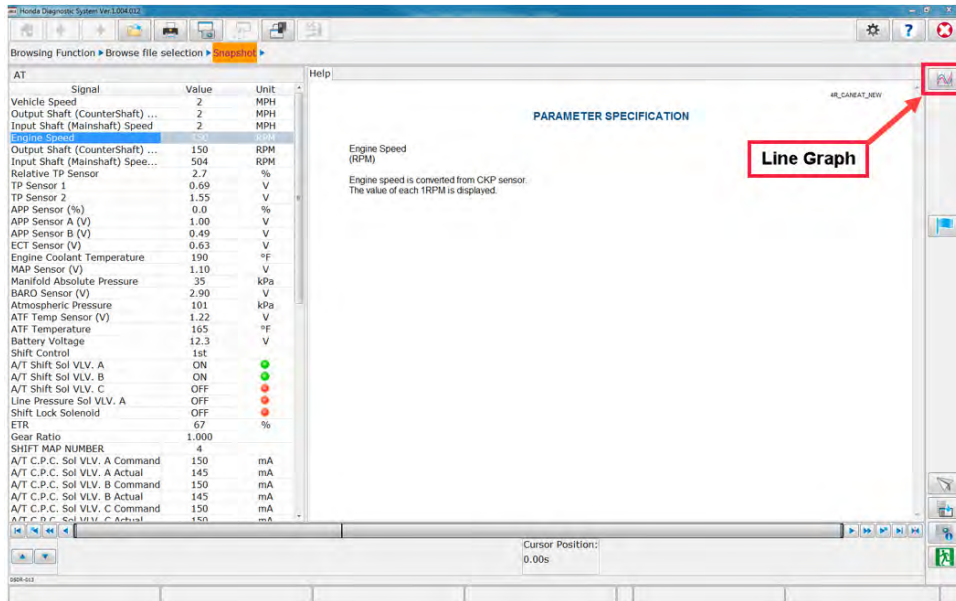 Honda Diagnostic System Ver.1.004.012
?
Browsing Function ▸ Browse file selection ▸ Snapshot ▸
AT
Signal Value Unit
Vehicle Speed 2 MPH
Output Shaft (CounterShaft) ... 2 MPH
Input Shaft (Mainshaft) Speed 2 MPH
Engine Speed 150 RPM
Output Shaft (CounterShaft) ... 150 RPM
Input Shaft (Mainshaft) Spee... 504 RPM
Relative TP Sensor 2.7 %
TP Sensor 1 0.69 V
TP Sensor 2 1.55 V
APP Sensor (%) 0.0 %
APP Sensor A (V) 1.00 V
APP Sensor B (V) 0.49 V
ECT Sensor (V) 0.63 V
Engine Coolant Temperature 190 °F
MAP Sensor (V) 1.10 V
Manifold Absolute Pressure 35 kPa
BARO Sensor (V) 2.90 V
Atmospheric Pressure 101 kPa
ATF Temp Sensor (V) 1.22 V
ATF Temperature 165 °F
Battery Voltage 12.3 V
Shift Control 1st
A/T Shift Sol VLV. A ON
A/T Shift Sol VLV. B ON
A/T Shift Sol VLV. C OFF
Line Pressure Sol VLV. A OFF
Shift Lock Solenoid OFF
ETR 67 %
Gear Ratio 1.000
SHIFT MAP NUMBER 4
A/T C.P.C. Sol VLV. A Command 150 mA
A/T C.P.C. Sol VLV. A Actual 145 mA
A/T C.P.C. Sol VLV. B Command 150 mA
A/T C.P.C. Sol VLV. B Actual 145 mA
A/T C.P.C. Sol VLV. C Command 150 mA
A/T C.P.C. Sol VLV. C Actual 150 mA
Help
4R_CANEAT_NEW
PARAMETER SPECIFICATION
Engine Speed
(RPM)
Engine speed is converted from CKP sensor.
The value of each 1RPM is displayed.
Line Graph
Cursor Position:
0.00s